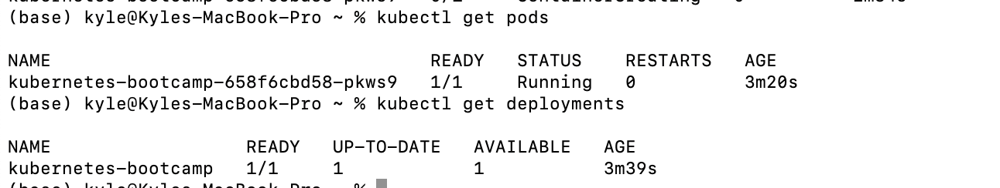 (base) kyle@Kyles-MacBook-Pro ~ % kubectl get pods
NAME READY STATUS RESTARTS AGE
kubernetes-bootcamp-658f6cbd58-pkws9 1/1 Running 0 3m20s
(base) kyle@Kyles-MacBook-Pro ~ % kubectl get deployments
NAME READY UP-TO-DATE AVAILABLE AGE
kubernetes-bootcamp 1/1 1 1 3m39s
(base) kyle@Kyles-MacBook-Pro ~ %